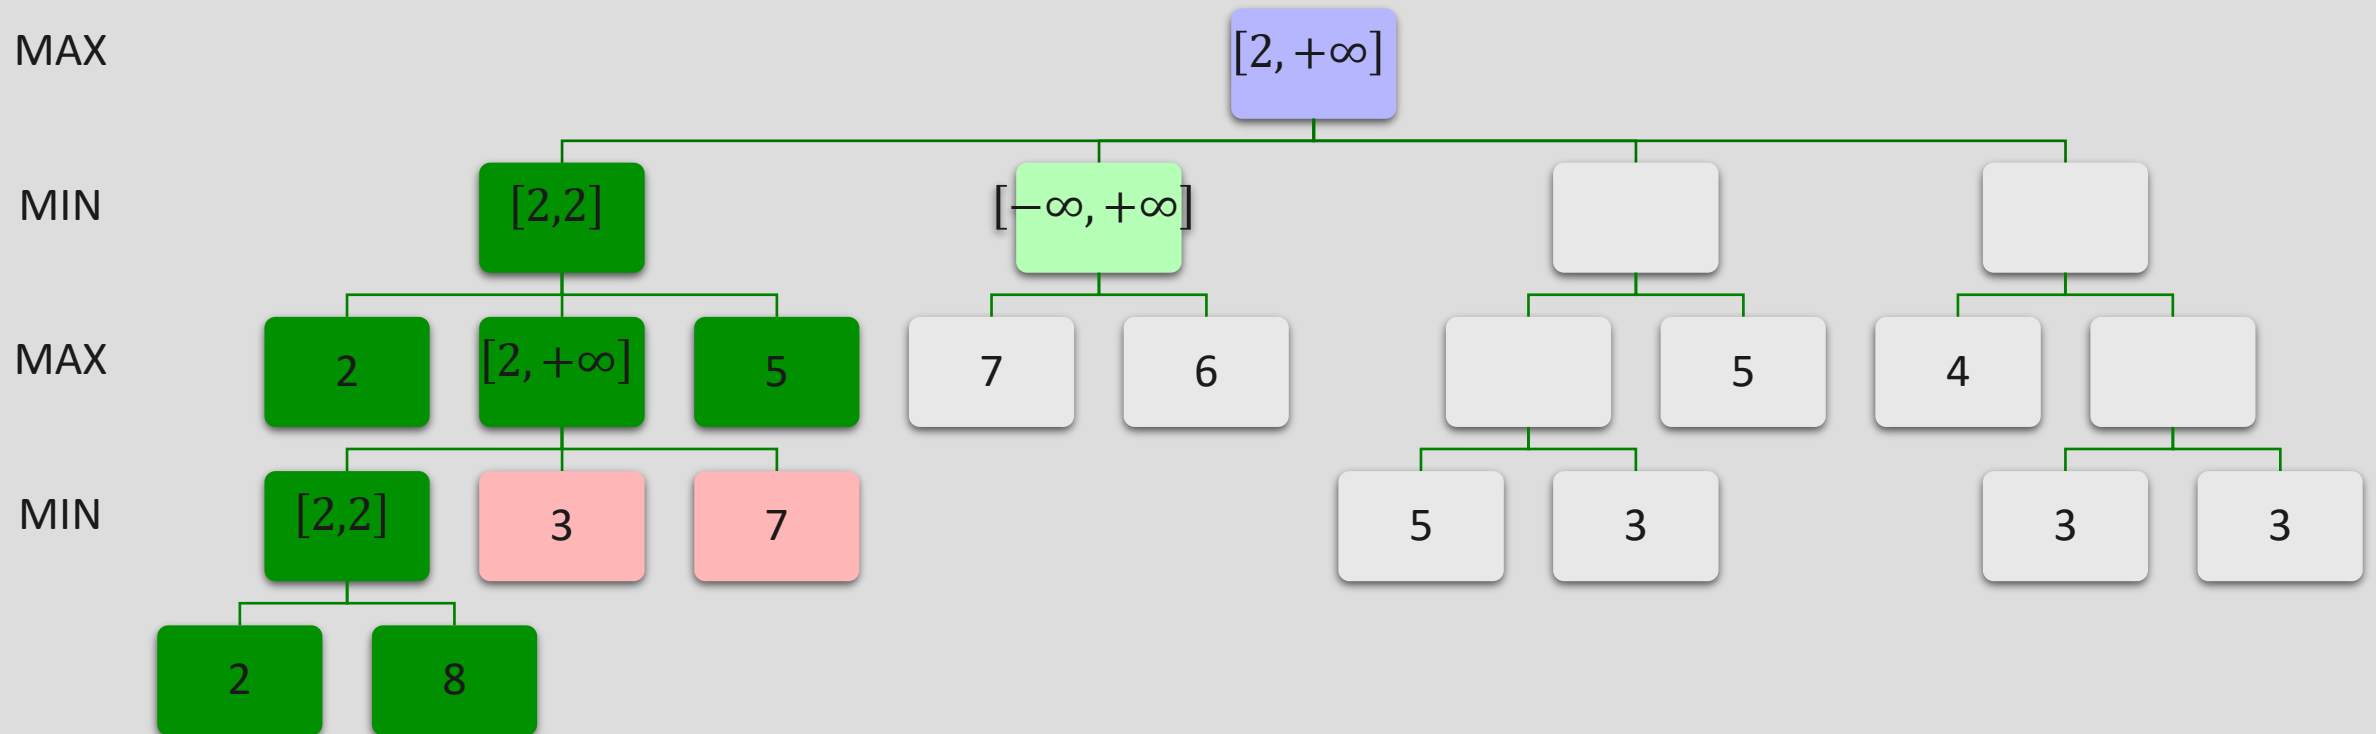 MAX [2, +∞]
MIN [2,2] [−∞, +∞]
MAX 2 [2, +∞] 5 7 6 5 4
MIN [2,2] 3 7 5 3 3 3
2 8